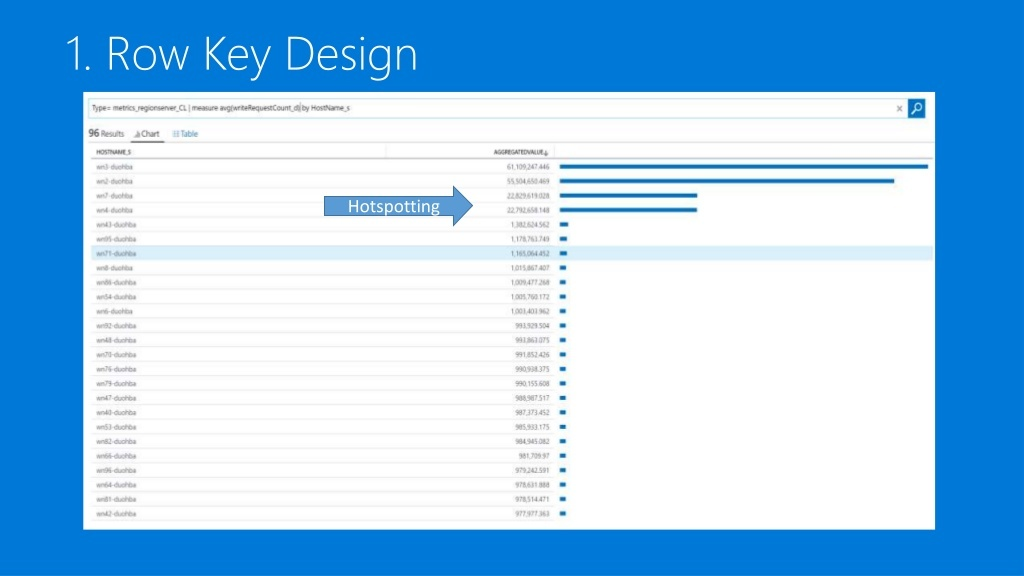 1. Row Key Design
Type= metrics_regionserver_CL | measure avg(writeRequestCount_d) by HostName_s
96 Results Chart Table
HOSTNAME_S AGGREGATEDVALUE
wn3-duohba 61,109,247.446
wn2-duohba 55,504,650.469
wn7-duohba 22,829,619.028
Hotspotting
wn4-duohba 22,792,658.148
wn43-duohba 1,382,624.562
wn95-duohba 1,178,763.749
wn71-duohba 1,165,064.452
wn8-duohba 1,015,867.407
wn86-duohba 1,009,477.268
wn54-duohba 1,005,760.172
wn6-duohba 1,003,403.962
wn92-duohba 993,929.504
wn48-duohba 993,863.075
wn70-duohba 991,852.426
wn76-duohba 990,938.375
wn79-duohba 990,155.608
wn47-duohba 988,987.517
wn40-duohba 987,373.452
wn53-duohba 985,933.175
wn82-duohba 984,945.082
wn66-duohba 981,709.97
wn96-duohba 979,242.591
wn64-duohba 978,631.888
wn81-duohba 978,514.471
wn42-duohba 977,977.363